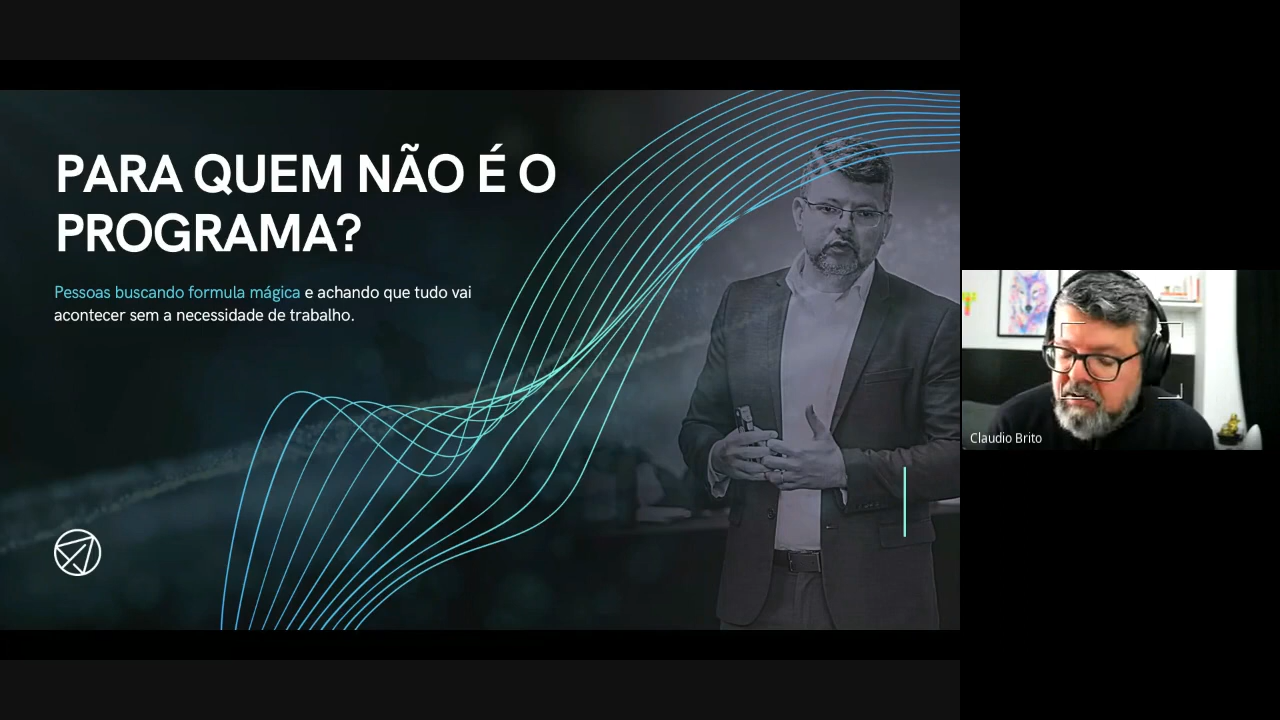 PARA QUEM NÃO É O
PROGRAMA?
Pessoas buscando formula mágica e achando que tudo vai
acontecer sem a necessidade de trabalho.
Claudio Brito